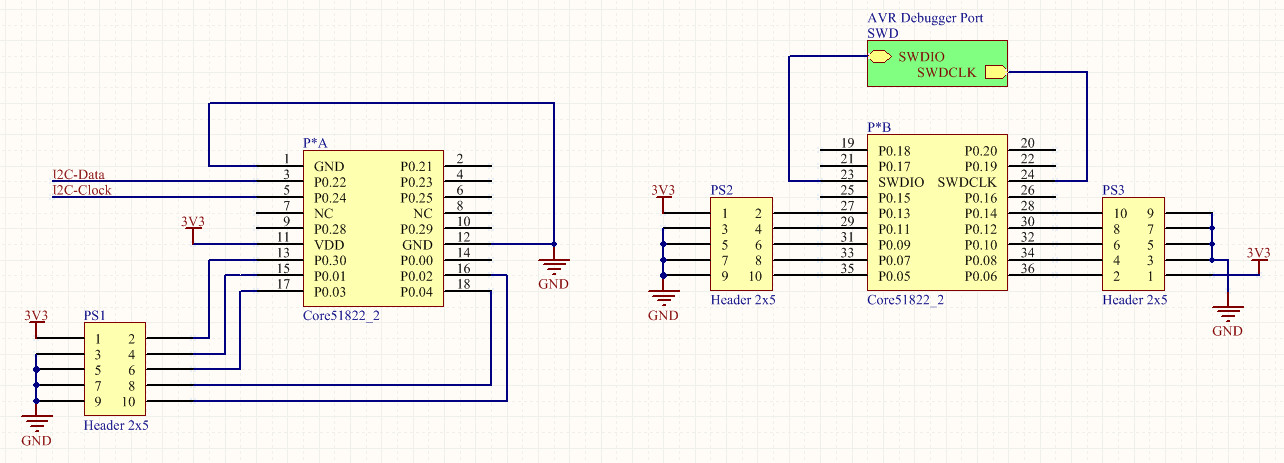 AVR Debugger Port
SWD
SWDIO
SWDCLK
P*A
1 GND P0.21 2
3 P0.22 P0.23 4
5 P0.24 P0.25 6
7 NC NC 8
9 P0.28 P0.29 10
11 VDD GND 12
13 P0.30 P0.00 14
15 P0.01 P0.02 16
17 P0.03 P0.04 18
Core51822_2
I2C-Data
I2C-Clock
3V3
GND
3V3
PS1
1 2
3 4
5 6
7 8
9 10
Header 2x5
GND
P*B
19 P0.18 P0.20 20
21 P0.17 P0.19 22
23 SWDIO SWDCLK 24
25 P0.15 P0.16 26
27 P0.13 P0.14 28
29 P0.11 P0.12 30
31 P0.09 P0.10 32
33 P0.07 P0.08 34
35 P0.05 P0.06 36
Core51822_2
3V3
PS2
1 2
3 4
5 6
7 8
9 10
Header 2x5
GND
PS3
10 9
8 7
6 5
4 3
2 1
Header 2x5
3V3
GND